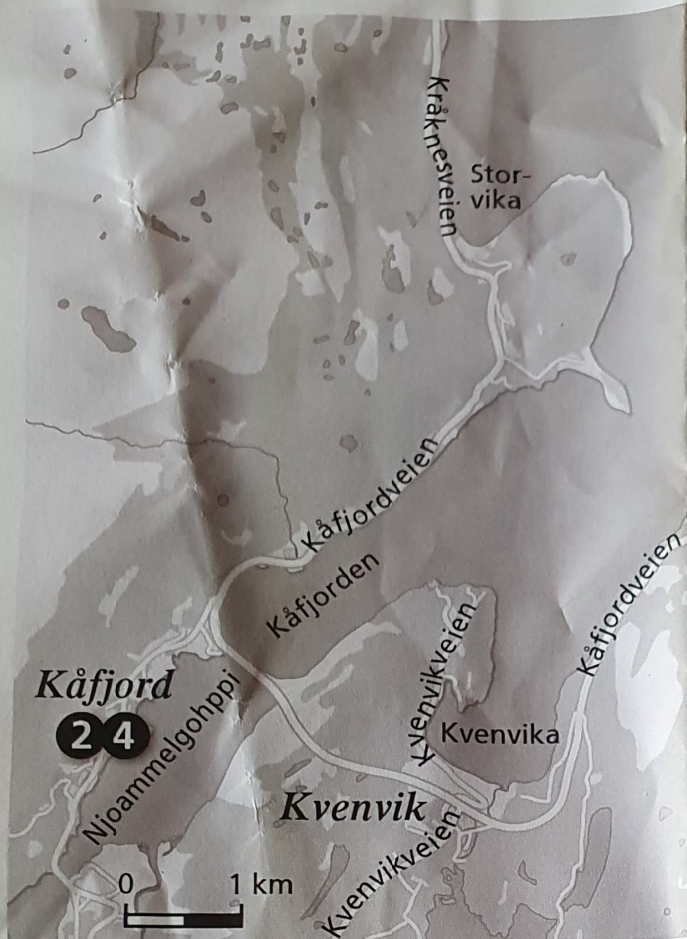 Kråknesveien
Stor-
vika
Kåfjordveien
Kåfjorden
Kåfjordveien
Kvenvikveien
Kåfjord
2 4
Njoammelgohppi
Kvenvika
Kvenvik
Kvenvikveien
0 1 km